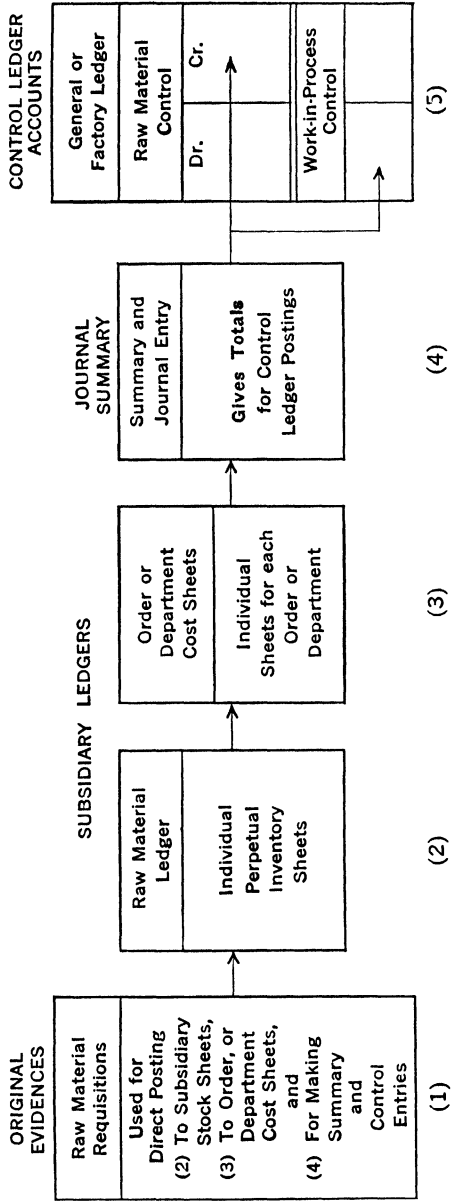 ORIGINAL
EVIDENCES
Raw Material
Requisitions
Used for
Direct Posting
(2) To Subsidiary
Stock Sheets,
(3) To Order, or
Department
Cost Sheets,
and
(4) For Making
Summary
and
Control
Entries
(1)
SUBSIDIARY LEDGERS
Raw Material
Ledger
Individual
Perpetual
Inventory
Sheets
(2)
Order or
Department
Cost Sheets
Individual
Sheets for each
Order or
Department
(3)
JOURNAL
SUMMARY
Summary and
Journal Entry
Gives Totals
for Control
Ledger Postings
(4)
CONTROL LEDGER
ACCOUNTS
General or
Factory Ledger
Raw Material
Control
Dr. Cr.
Work-in-Process
Control
(5)